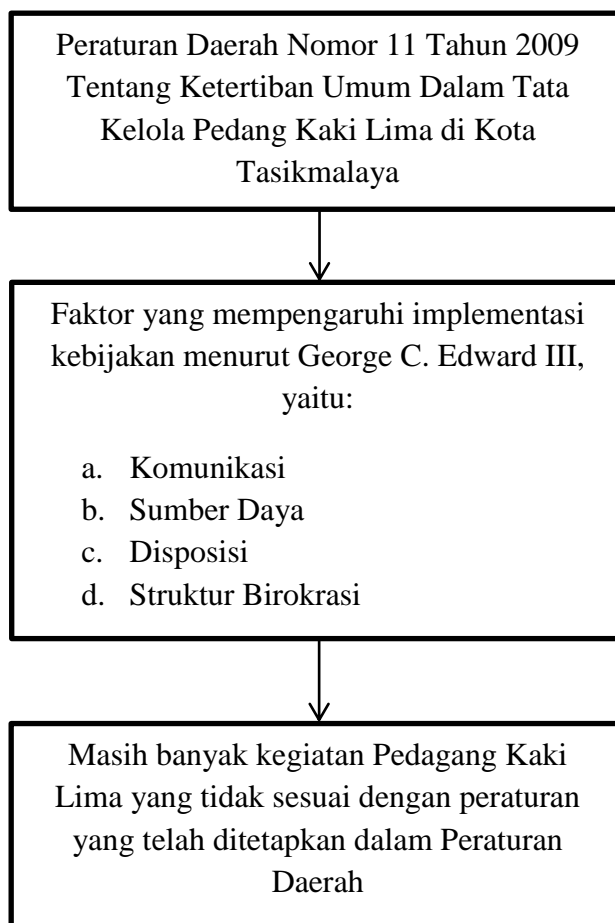 Peraturan Daerah Nomor 11 Tahun 2009
Tentang Ketertiban Umum Dalam Tata
Kelola Pedang Kaki Lima di Kota
Tasikmalaya
Faktor yang mempengaruhi implementasi
kebijakan menurut George C. Edward III,
yaitu:
a. Komunikasi
b. Sumber Daya
c. Disposisi
d. Struktur Birokrasi
Masih banyak kegiatan Pedagang Kaki
Lima yang tidak sesuai dengan peraturan
yang telah ditetapkan dalam Peraturan
Daerah